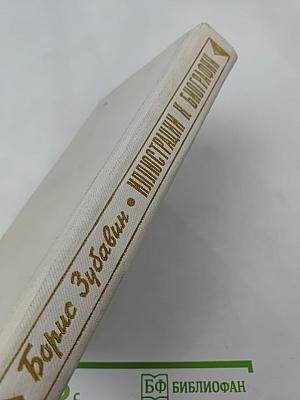 Борис Зубавин • ИЛЛЮСТРАЦИИ К БИОГРАФИИ
БФ БИБЛИОФАН